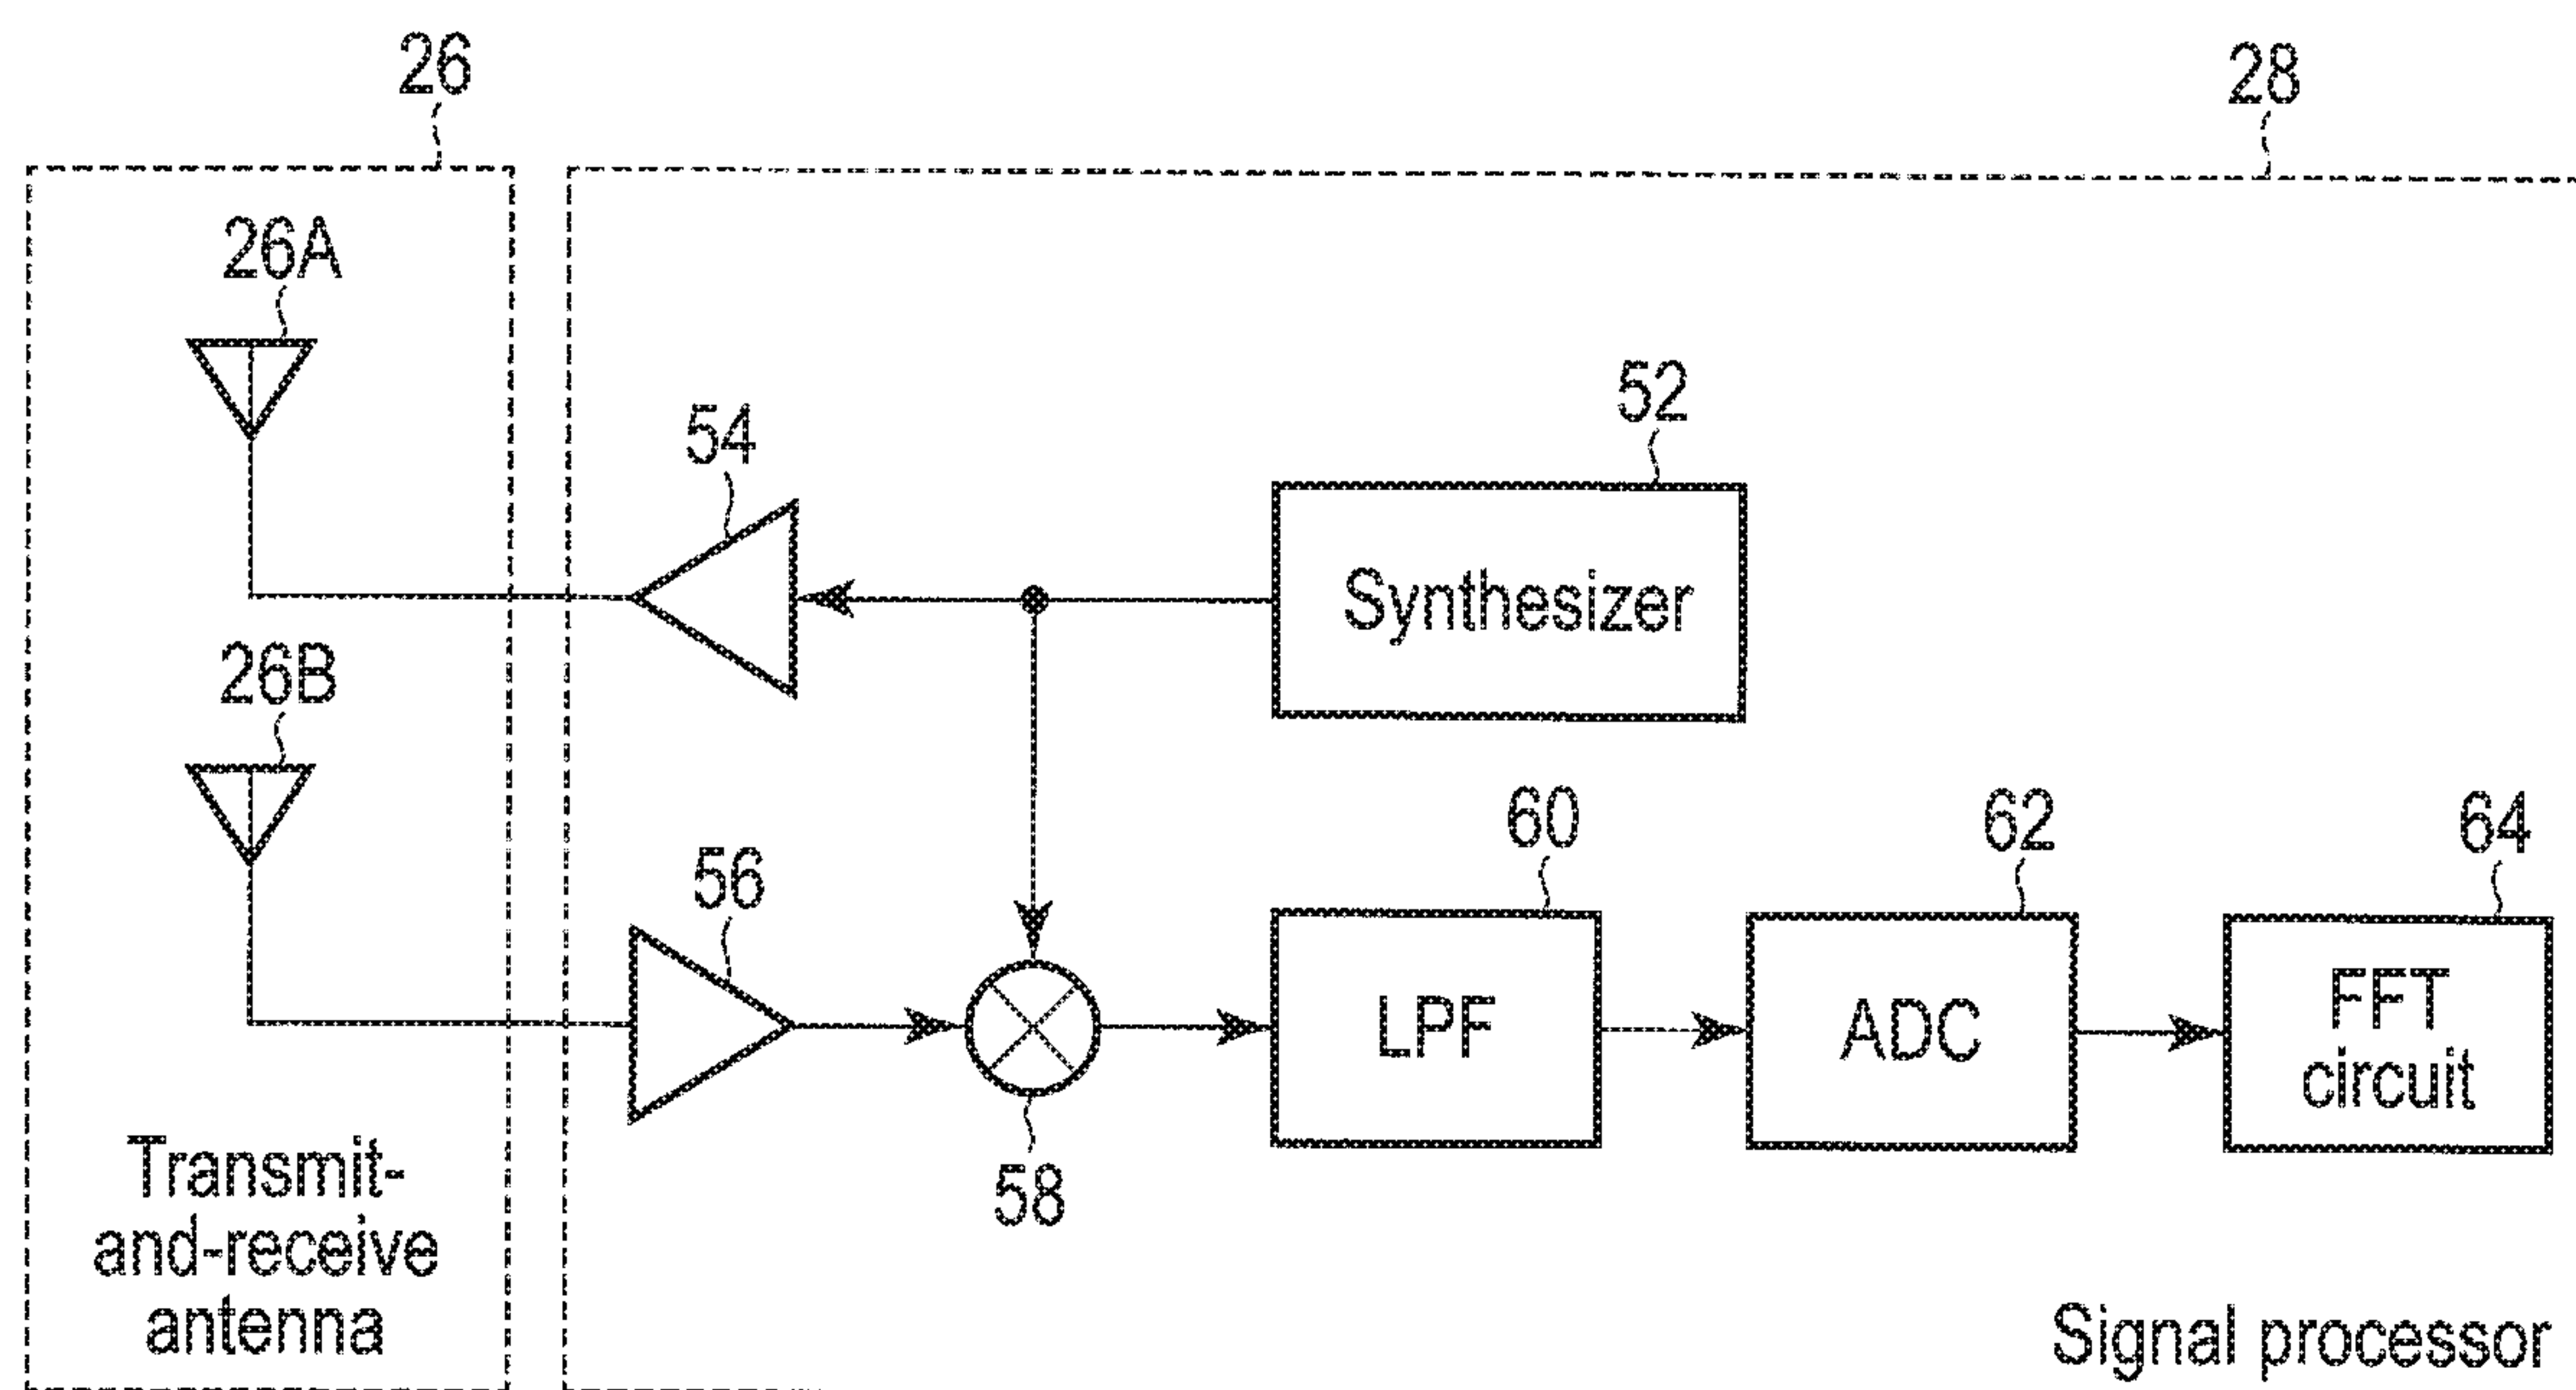 26
28
26A
54
52
Synthesizer
26B
56
60
62
64
LPF
ADC
FFT
circuit
58
Transmit-
and-receive
antenna
Signal processor